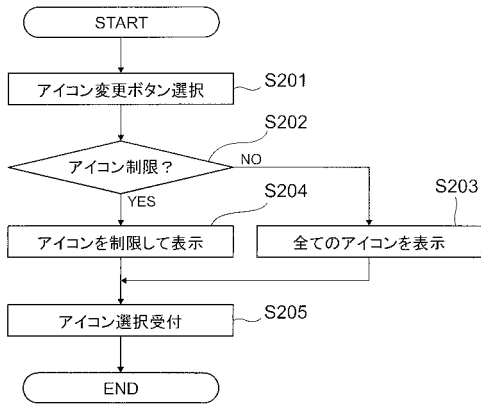 START
アイコン変更ボタン選択
S201
アイコン制限？
S202
NO
YES
アイコンを制限して表示
S204
全てのアイコンを表示
S203
アイコン選択受付
S205
END